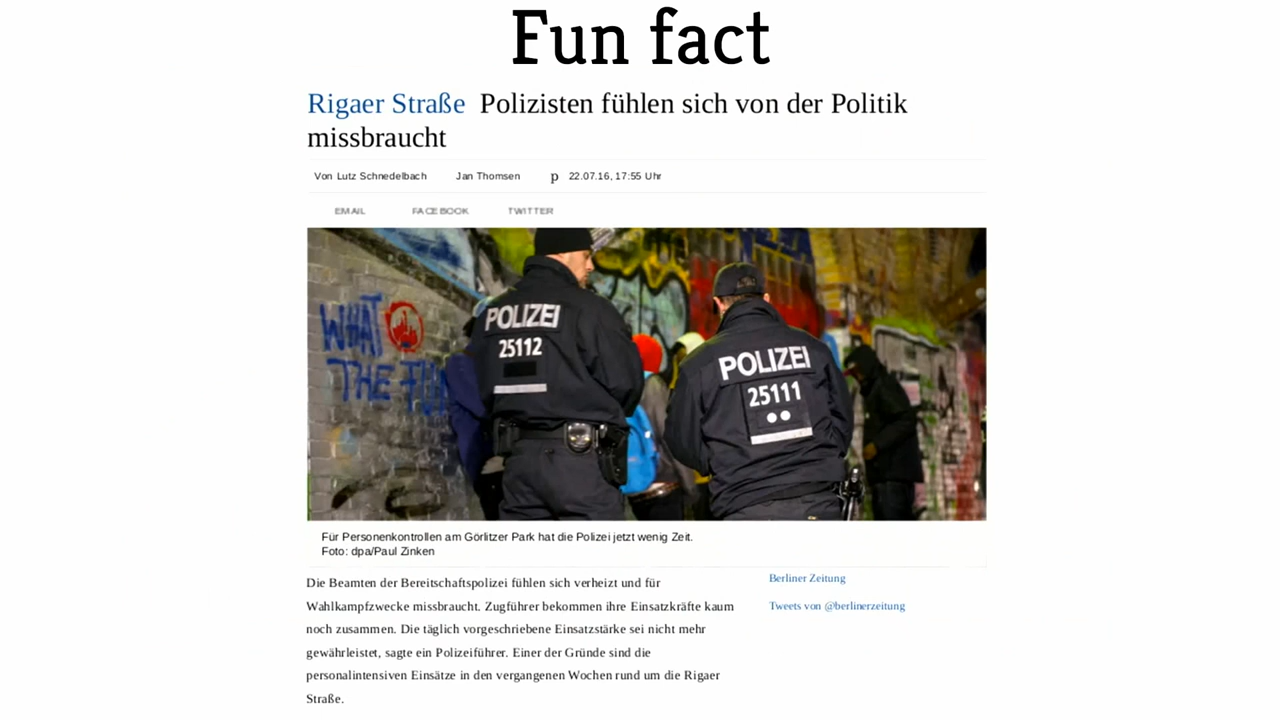 Fun fact
Rigaer Straße Polizisten fühlen sich von der Politik
missbraucht
Von Lutz Schnedelbach Jan Thomsen p 22.07.16, 17:55 Uhr
EMAIL FACEBOOK TWITTER
WHAT
THE FU
POLIZEI
25112
POLIZEI
25111
Für Personenkontrollen am Görlitzer Park hat die Polizei jetzt wenig Zeit.
Foto: dpa/Paul Zinken
Die Beamten der Bereitschaftspolizei fühlen sich verheizt und für
Wahlkampfzwecke missbraucht. Zugführer bekommen ihre Einsatzkräfte kaum
noch zusammen. Die täglich vorgeschriebene Einsatzstärke sei nicht mehr
gewährleistet, sagte ein Polizeiführer. Einer der Gründe sind die
personalintensiven Einsätze in den vergangenen Wochen rund um die Rigaer
Straße.
Berliner Zeitung
Tweets von @berlinerzeitung